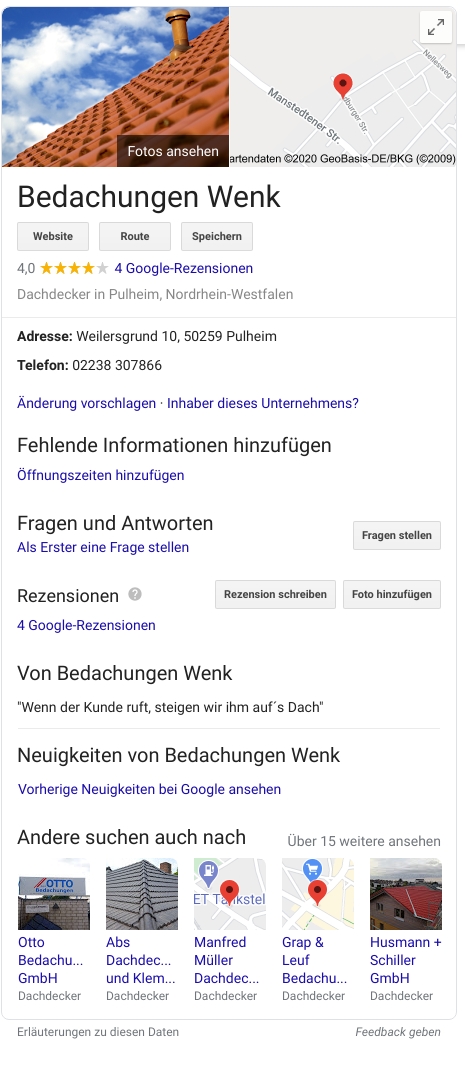 Nellesweg
Manstedtener Str.
dburger Str.
Fotos ansehen
artendaten ©2020 GeoBasis-DE/BKG (©2009)
Bedachungen Wenk
Website Route Speichern
4,0 4 Google-Rezensionen
Dachdecker in Pulheim, Nordrhein-Westfalen
Adresse: Weilersgrund 10, 50259 Pulheim
Telefon: 02238 307866
Änderung vorschlagen · Inhaber dieses Unternehmens?
Fehlende Informationen hinzufügen
Öffnungszeiten hinzufügen
Fragen und Antworten
Fragen stellen
Als Erster eine Frage stellen
Rezensionen ? Rezension schreiben Foto hinzufügen
4 Google-Rezensionen
Von Bedachungen Wenk
"Wenn der Kunde ruft, steigen wir ihm auf´s Dach"
Neuigkeiten von Bedachungen Wenk
Vorherige Neuigkeiten bei Google ansehen
Andere suchen auch nach Über 15 weitere ansehen
OTTO
Bedachungen
ET Tankstel
Otto Abs Manfred Grap & Husmann +
Bedachu... Dachdec... Müller Leuf Schiller
GmbH und Klem... Dachdec... Bedachu... GmbH
Dachdecker Dachdecker Dachdecker Dachdecker Dachdecker
Erläuterungen zu diesen Daten Feedback geben